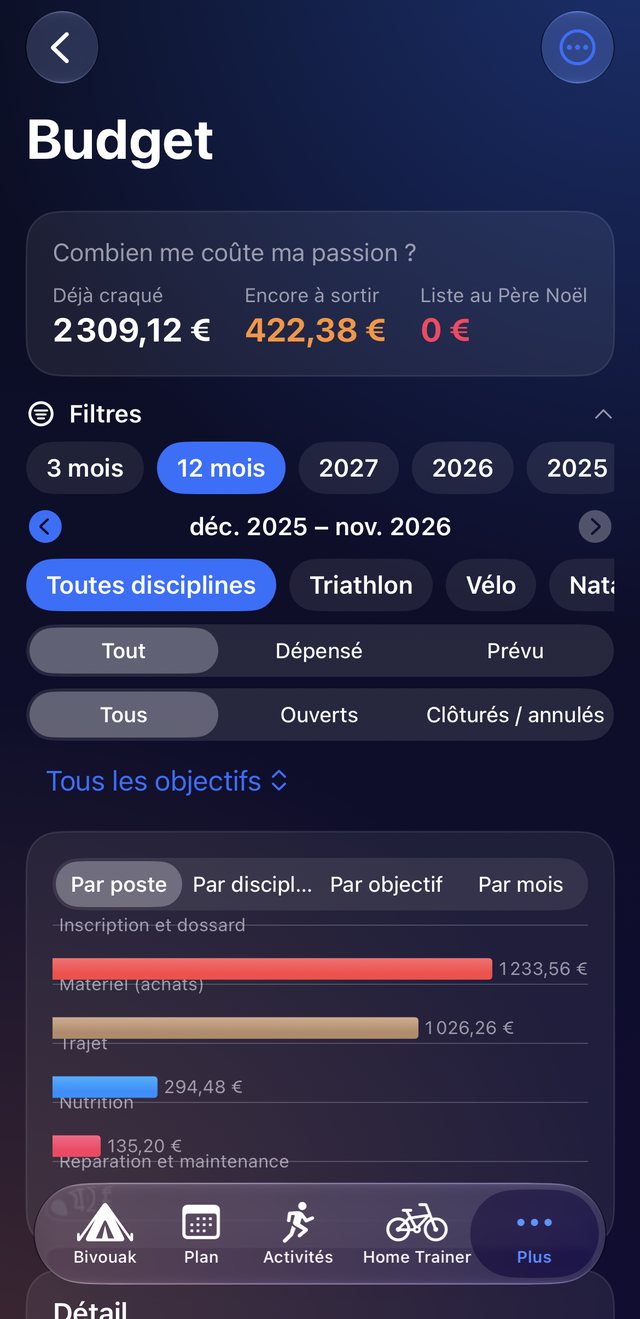 Budget
Combien me coûte ma passion ?
Déjà craqué Encore à sortir Liste au Père Noël
2 309,12 € 422,38 € 0 €
Filtres
3 mois 12 mois 2027 2026 2025
déc. 2025 – nov. 2026
Toutes disciplines Triathlon Vélo Nata
Tout Dépensé Prévu
Tous Ouverts Clôturés / annulés
Tous les objectifs
Par poste Par discipl... Par objectif Par mois
Inscription et dossard
1 233,56 €
Matériel (achats)
1 026,26 €
Trajet
294,48 €
Nutrition
135,20 €
Réparation et maintenance
Bivouak Plan Activités Home Trainer Plus
Détail